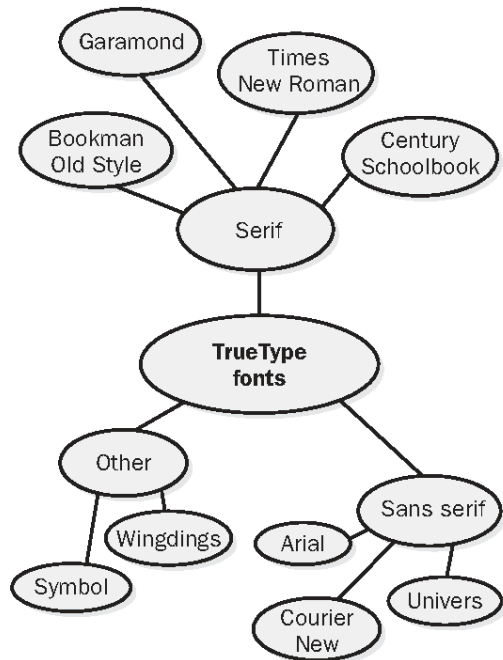 Garamond
Times
New Roman
Bookman
Old Style
Century
Schoolbook
Serif
TrueType
fonts
Other
Wingdings
Symbol
Sans serif
Arial
Courier
New
Univers